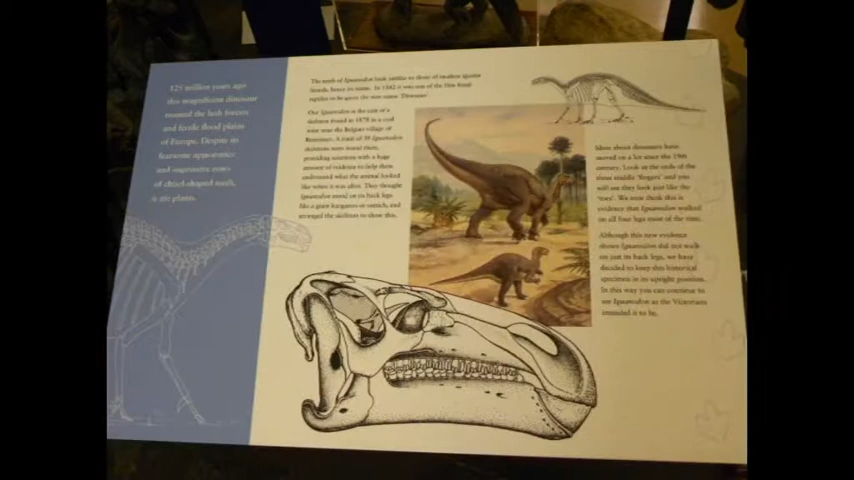 125 million years ago
this magnificent dinosaur
roamed the lush forests
and fertile flood plains
of Europe. Despite its
fearsome appearance
and impressive rows
of chisel-shaped teeth,
it ate plants.
The teeth of Iguanodon look similar to those of modern iguana
lizards, hence its name. In 1842 it was one of the first fossil
reptiles to be given the new name 'Dinosaur'.
Our Iguanodon is the cast of a
skeleton found in 1878 in a coal
mine near the Belgian village of
Bernissart. A total of 39 Iguanodon
skeletons were found there,
providing scientists with a huge
amount of evidence to help them
understand what the animal looked
like when it was alive. They thought
Iguanodon stood on its back legs
like a giant kangaroo or ostrich, and
arranged the skeleton to show this.
Ideas about dinosaurs have
moved on a lot since the 19th
century. Look at the ends of the
three middle 'fingers' and you
will see they look just like the
'toes'. We now think this is
evidence that Iguanodon walked
on all four legs most of the time.
Although this new evidence
shows Iguanodon did not walk
on just its back legs, we have
decided to keep this historical
specimen in its upright position.
In this way you can continue to
see Iguanodon as the Victorians
intended it to be.